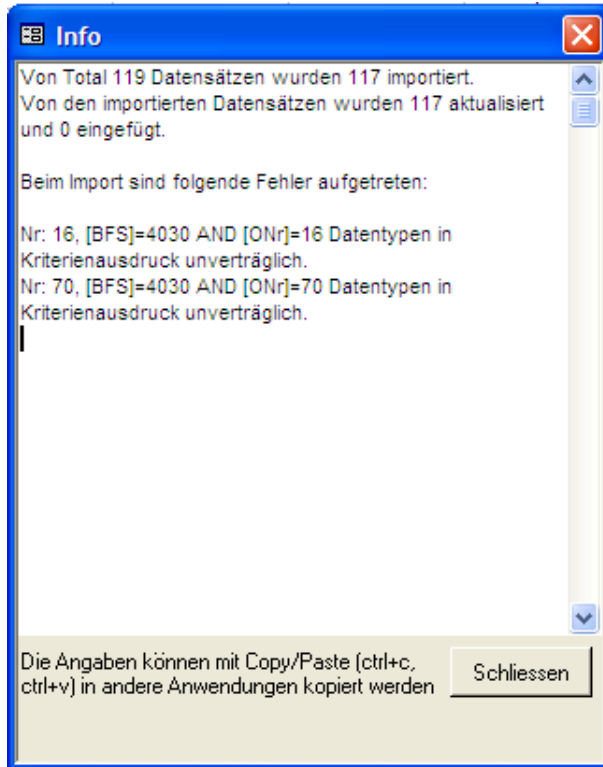 Info
Von Total 119 Datensätzen wurden 117 importiert.
Von den importierten Datensätzen wurden 117 aktualisiert
und 0 eingefügt.
Beim Import sind folgende Fehler aufgetreten:
Nr: 16, [BFS]=4030 AND [ONr]=16 Datentypen in
Kriterienausdruck unverträglich.
Nr: 70, [BFS]=4030 AND [ONr]=70 Datentypen in
Kriterienausdruck unverträglich.
Die Angaben können mit Copy/Paste (ctrl+c,
ctrl+v) in andere Anwendungen kopiert werden
Schliessen